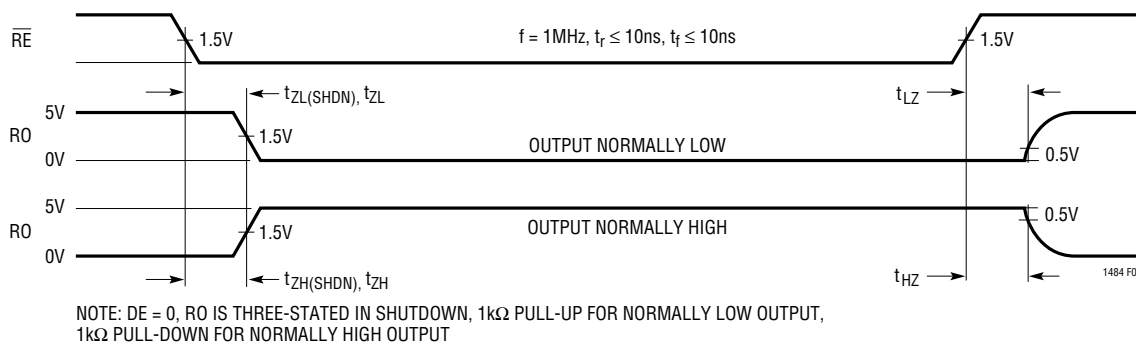 RE
1.5V
f = 1MHz, tr ≤ 10ns, tf ≤ 10ns
1.5V
tZL(SHDN), tZL
tLZ
5V
RO
0V
1.5V
OUTPUT NORMALLY LOW
0.5V
5V
RO
0V
1.5V
OUTPUT NORMALLY HIGH
0.5V
tZH(SHDN), tZH
tHZ
1484 F0
NOTE: DE = 0, RO IS THREE-STATED IN SHUTDOWN, 1kΩ PULL-UP FOR NORMALLY LOW OUTPUT,
1kΩ PULL-DOWN FOR NORMALLY HIGH OUTPUT